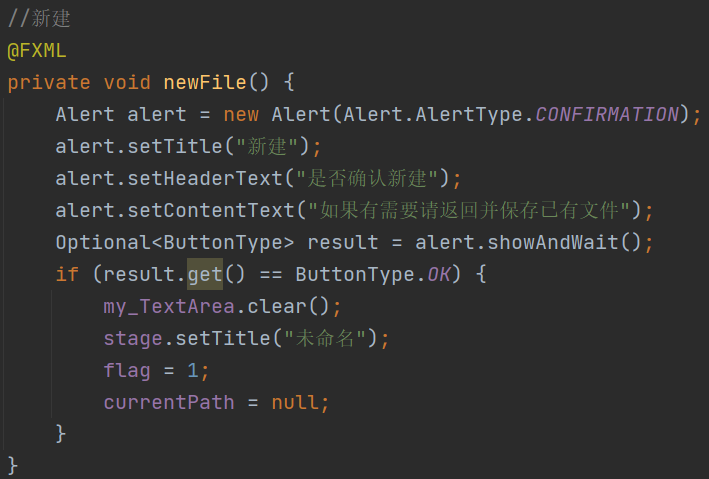 //新建
@FXML
private void newFile() {
    Alert alert = new Alert(Alert.AlertType.CONFIRMATION);
    alert.setTitle("新建");
    alert.setHeaderText("是否确认新建");
    alert.setContentText("如果有需要请返回并保存已有文件");
    Optional<ButtonType> result = alert.showAndWait();
    if (result.get() == ButtonType.OK) {
        my_TextArea.clear();
        stage.setTitle("未命名");
        flag = 1;
        currentPath = null;
    }
}